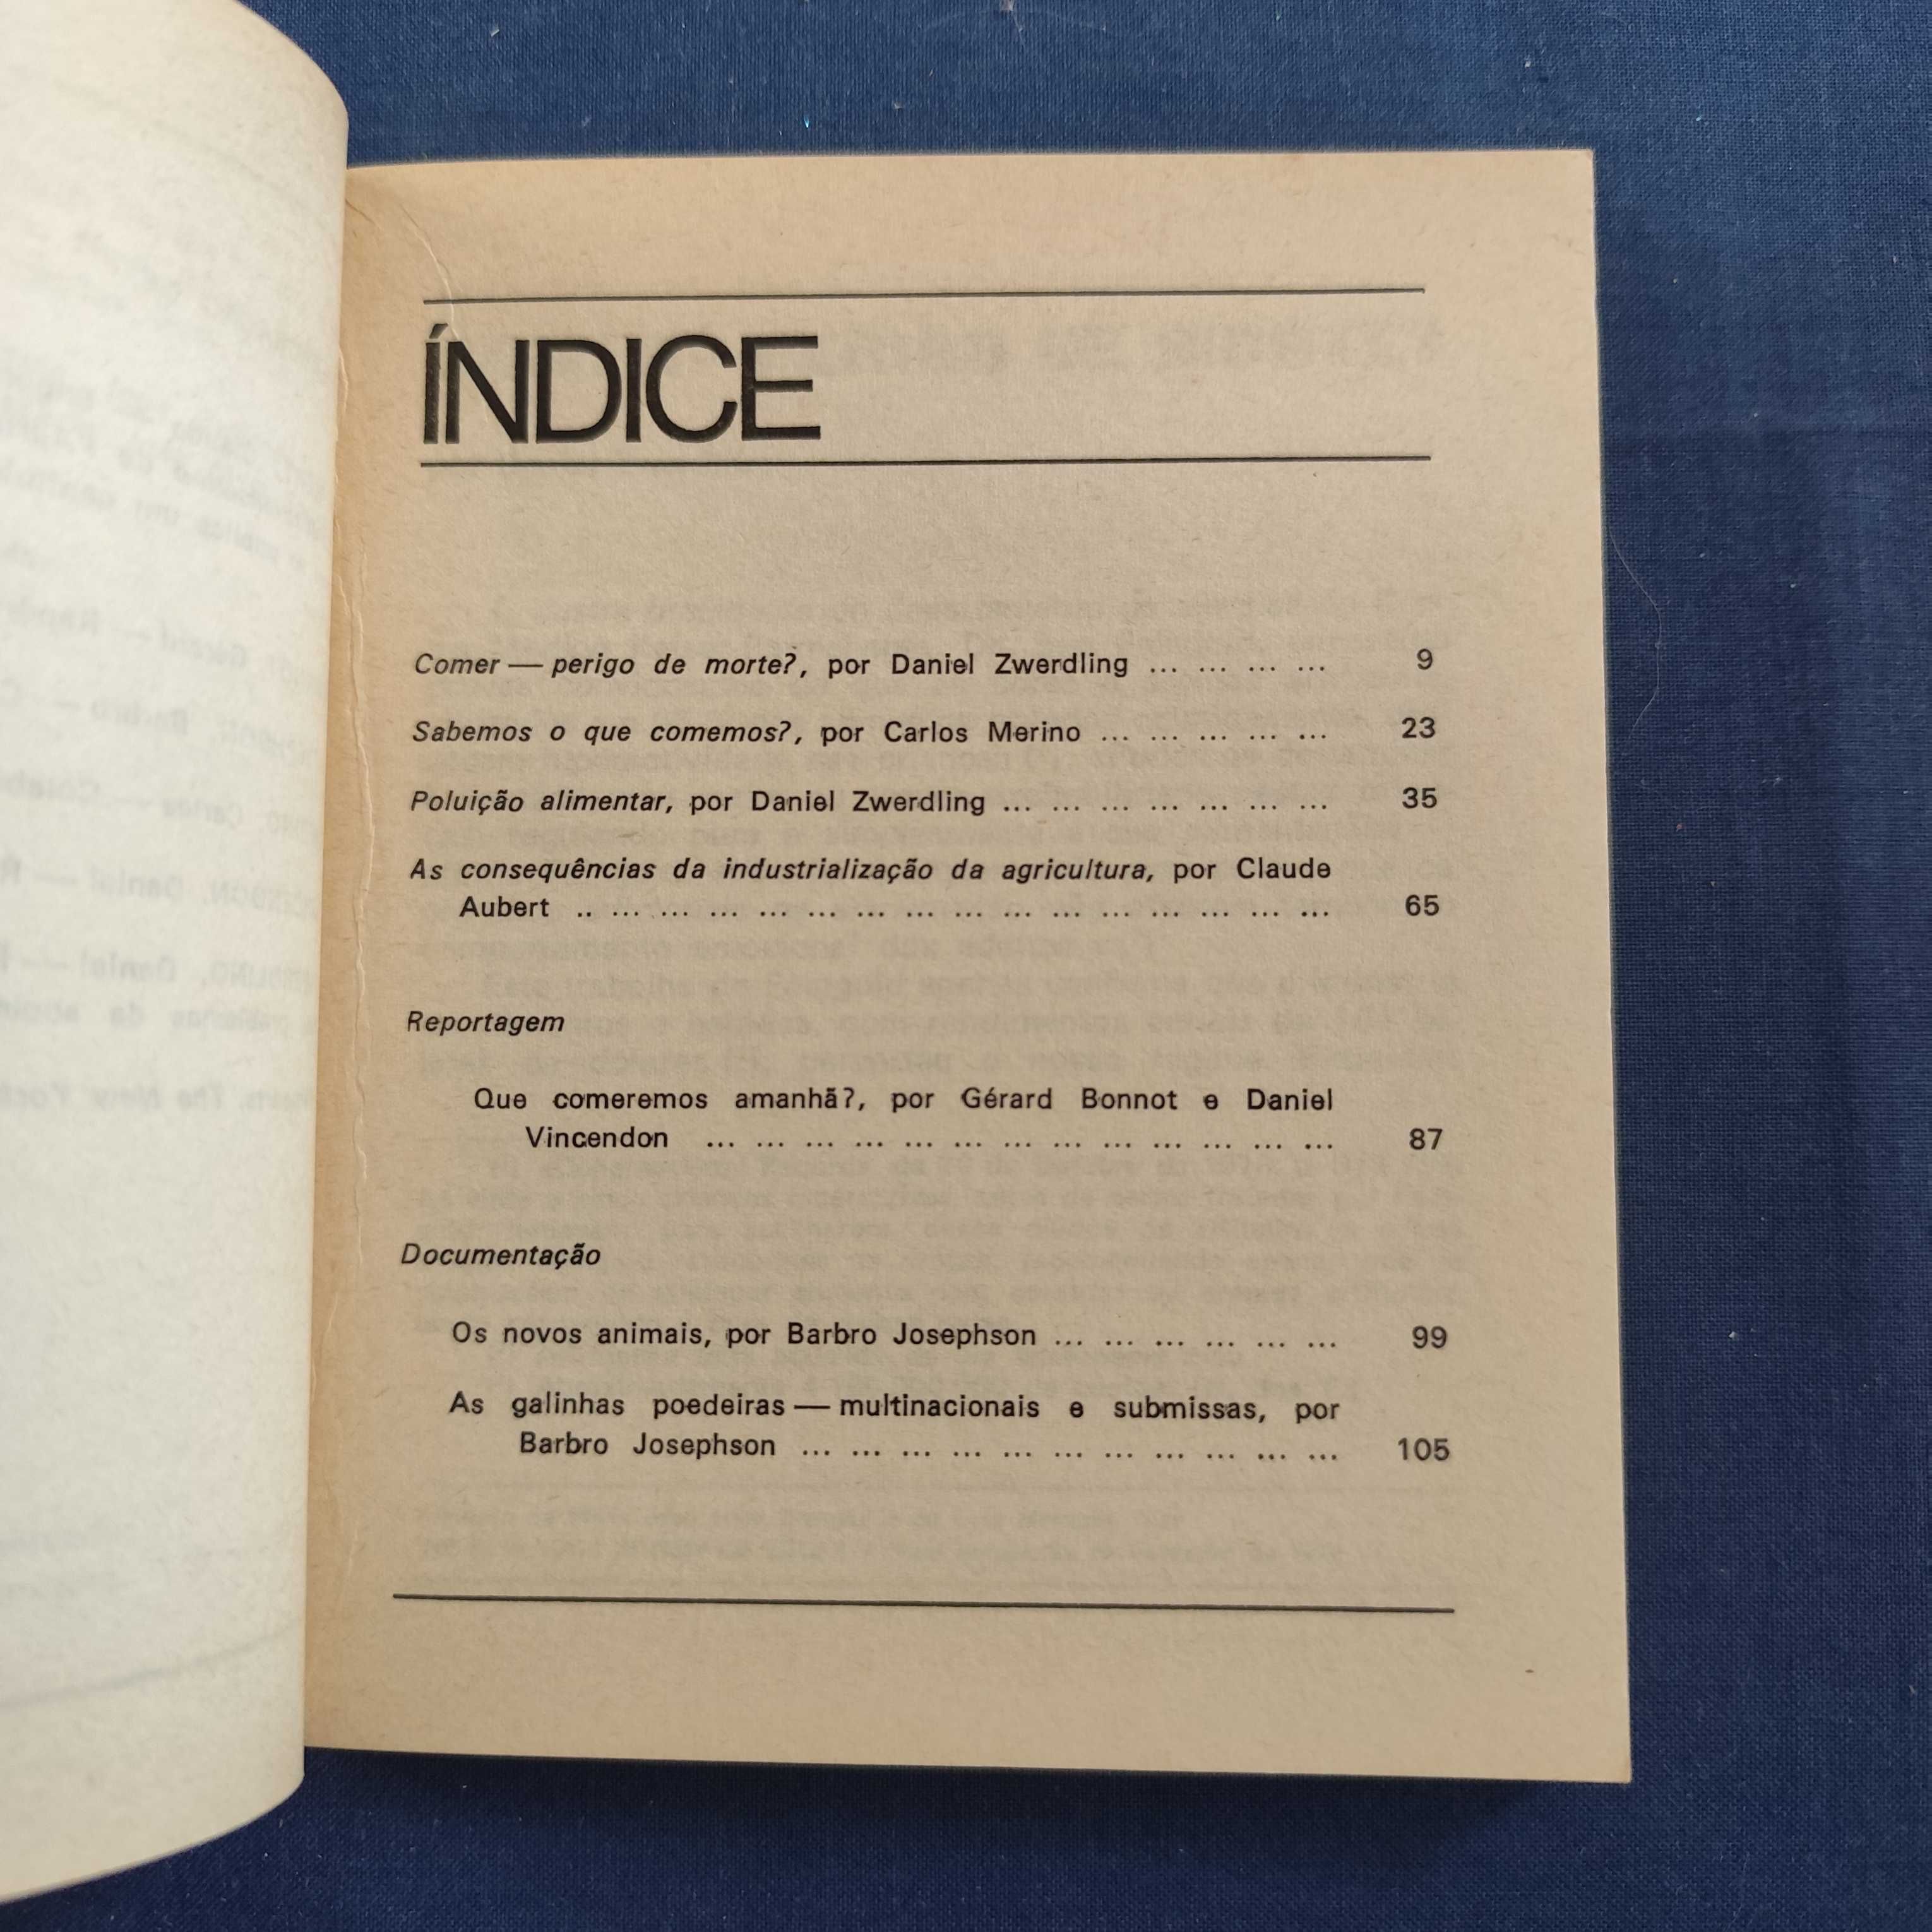 ÍNDICE
Comer — perigo de morte?, por Daniel Zwerdling ... ... ... ... 9
Sabemos o que comemos?, por Carlos Merino ... ... ... ... ... 23
Poluição alimentar, por Daniel Zwerdling ... ... ... ... ... ... ... 35
As consequências da industrialização da agricultura, por Claude
Aubert .. ... ... ... ... ... ... ... ... ... ... ... ... ... ... ... 65
Reportagem
Que comeremos amanhã?, por Gérard Bonnot e Daniel
Vincendon ... ... ... ... ... ... ... ... ... ... ... ... ... 87
Documentação
Os novos animais, por Barbro Josephson ... ... ... ... ... ... 99
As galinhas poedeiras — multinacionais e submissas, por
Barbro Josephson ... ... ... ... ... ... ... ... ... ... ... 105